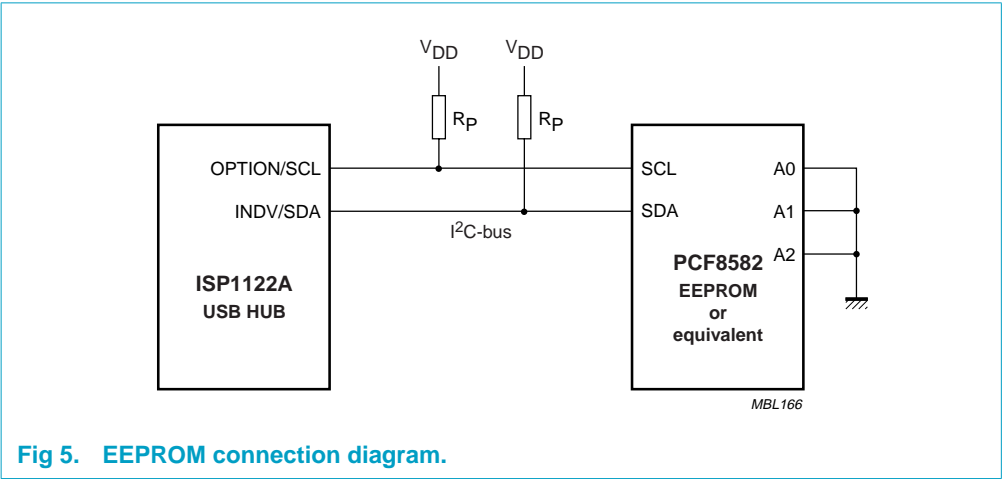 VDD VDD
RP RP
OPTION/SCL SCL A0
INDV/SDA SDA A1
I2C-bus
A2
PCF8582
ISP1122A EEPROM
USB HUB or
equivalent
MBL166
Fig 5. EEPROM connection diagram.